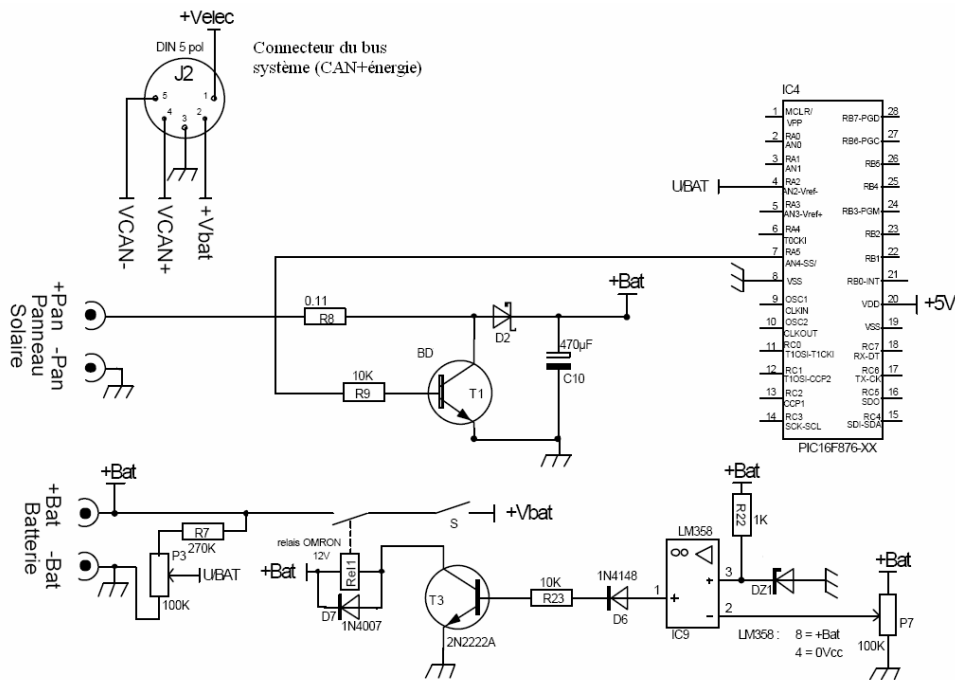 +Velec
DIN 5 pol
Connecteur du bus
système (CAN+énergie)
J2
5
1
4
2
3
VCAN-
VCAN+
+Vbat
IC4
1
MCLR/
VPP
RB7-PGD
28
2
RA0
AN0
RB6-PGC
27
3
RA1
AN1
RB5
26
UBAT
4
RA2
AN2-Vref-
RB4
25
5
RA3
AN3-Vref+
RB3-PGM
24
6
RA4
T0CKI
RB2
23
7
RA5
AN4-SS/
RB1
22
8
VSS
RB0-INT
21
9
OSC1
CLKIN
VDD
20
+5V
10
OSC2
CLKOUT
VSS
19
11
RC0
T1OSI-T1CKI
RC7
RX-DT
18
12
RC1
T1OSI-CCP2
RC6
TX-CK
17
13
RC2
CCP1
RC5
SDO
16
14
RC3
SCK-SCL
RC4
SDI-SDA
15
PIC16F876-XX
+Pan -Pan
Panneau
Solaire
0.11
R8
D2
+Bat
470µF
C10
BD
T1
10K
R9
+Bat -Bat
Batterie
+Bat
R7
270K
P3
UBAT
100K
S
+Vbat
relais OMRON
12V
+Bat
Rel1
D7
1N4007
T3
2N2222A
10K
R23
1N4148
D6
LM358
8
1
+
+
3
-
2
IC9
+Bat
R22
1K
DZ1
LM358 : 8 = +Bat
4 = 0Vcc
+Bat
P7
100K